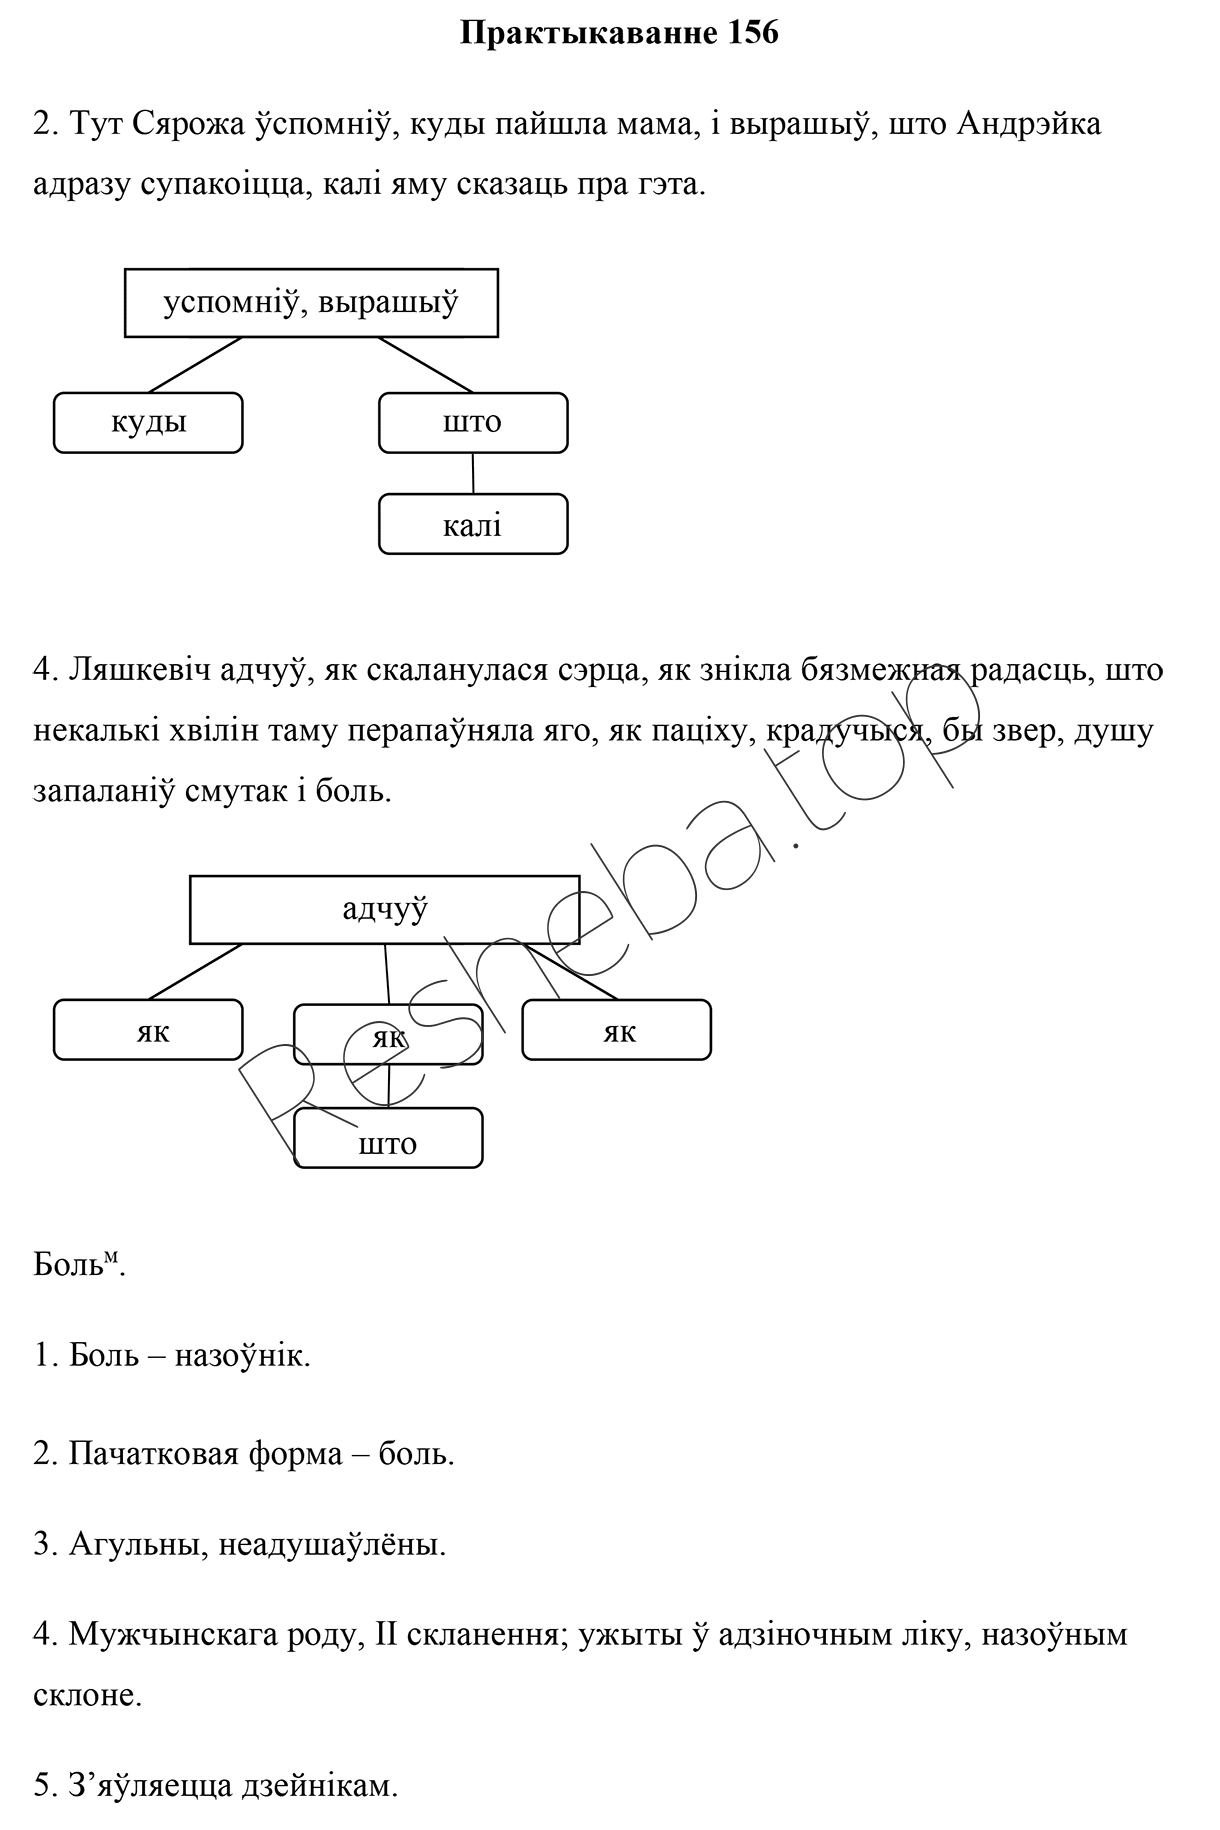 Практыкаванне 156
2. Тут Сярожа ўспомніў, куды пайшла мама, і вырашыў, што Андрэйка
адразу супакоіцца, калі яму сказаць пра гэта.
успомніў, вырашыў
куды
што
калі
4. Ляшкевіч адчуў, як скаланулася сэрца, як знікла бязмежная радасць, што
некалькі хвілін таму перапаўняла яго, як паціху, крадучыся, бы звер, душу
запаланіў смутак і боль.
адчуў
як
як
як
што
Resheba.top
Больᵐ.
1. Боль – назоўнік.
2. Пачатковая форма – боль.
3. Агульны, неадушаўлёны.
4. Мужчынскага роду, II скланення; ужыты ў адзіночным ліку, назоўным
склоне.
5. З’яўляецца дзейнікам.